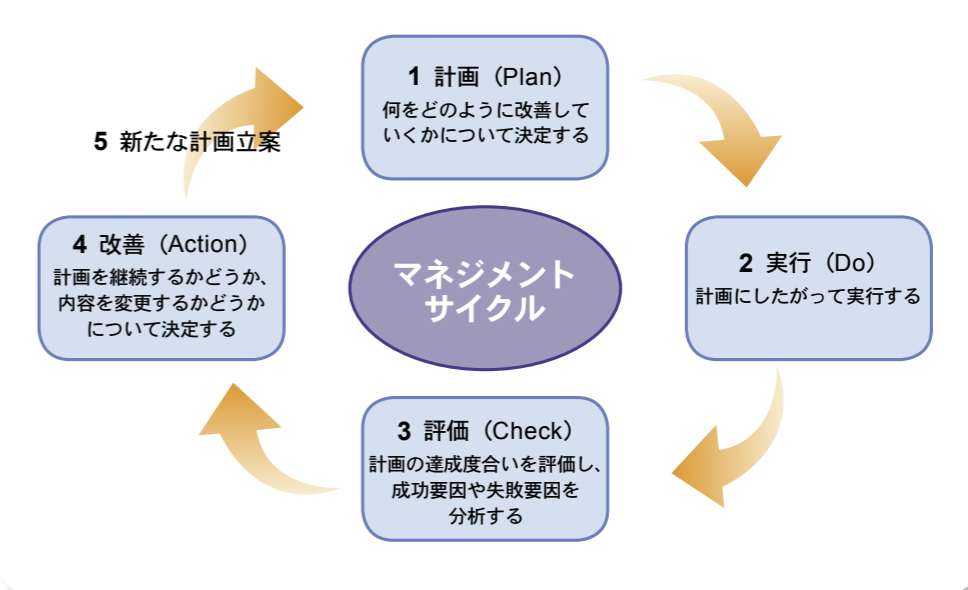 1 計画（Plan）
何をどのように改善して
いくかについて決定する
5 新たな計画立案
4 改善（Action）
計画を継続するかどうか、
内容を変更するかどうか
について決定する
マネジメント
サイクル
2 実行（Do）
計画にしたがって実行する
3 評価（Check）
計画の達成度合いを評価し、
成功要因や失敗要因を
分析する